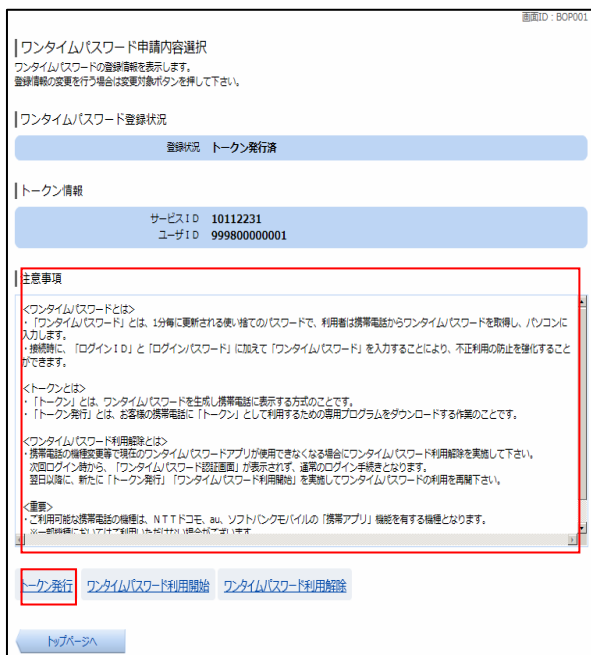 画面ID：BOP001
ワンタイムパスワード申請内容選択
ワンタイムパスワードの登録情報を表示します。
登録情報の変更を行う場合は変更対象ボタンを押して下さい。
ワンタイムパスワード登録状況
登録状況 トークン発行済
トークン情報
サービスＩＤ 10112231
ユーザＩＤ 999800000001
注意事項
＜ワンタイムパスワードとは＞
・「ワンタイムパスワード」とは、1分毎に更新される使い捨てのパスワードで、利用者は携帯電話からワンタイムパスワードを取得し、パソコンに
入力します。
・接続時に、「ログインＩＤ」と「ログインパスワード」に加えて「ワンタイムパスワード」を入力することにより、不正利用の防止を強化すること
ができます。
＜トークンとは＞
・「トークン」とは、ワンタイムパスワードを生成し携帯電話に表示する方式のことです。
・「トークン発行」とは、お客様の携帯電話に「トークン」として利用するための専用プログラムをダウンロードする作業のことです。
＜ワンタイムパスワード利用解除とは＞
・携帯電話の機種変更等で現在のワンタイムパスワードアプリが使用できなくなる場合にワンタイムパスワード利用解除を実施して下さい。
次回ログイン時から、「ワンタイムパスワード認証画面」が表示されず、通常のログイン手続きとなります。
翌日以降に、新たに「トークン発行」「ワンタイムパスワード利用開始」を実施してワンタイムパスワードの利用を再開下さい。
＜重要＞
・ご利用可能な携帯電話の機種は、ＮＴＴドコモ、au、ソフトバンクモバイルの「携帯アプリ」機能を有する機種となります。
※一部機種においてはご利用いただけない場合がございます
トークン発行 ワンタイムパスワード利用開始 ワンタイムパスワード利用解除
トップページへ